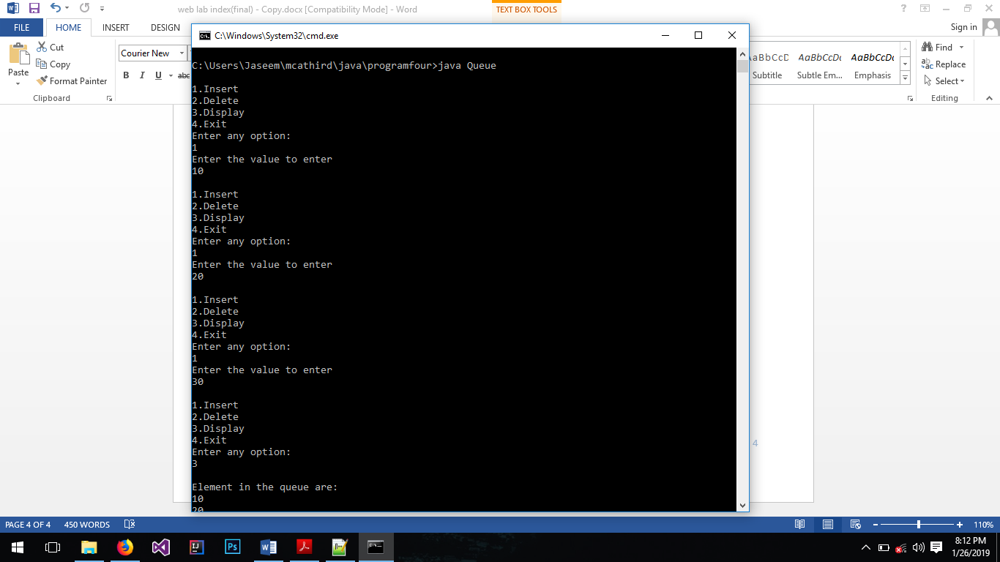 web lab index(final) - Copy.docx [Compatibility Mode] - Word
TEXT BOX TOOLS
FILE HOME INSERT DESIGN
Sign in
Paste
Cut
Copy
Format Painter
Clipboard
Courier New
B I U abc
AaBbCcD AaBbCcDc AaBbCcDc
Subtitle Subtle Em... Emphasis
Find
Replace
Select
Editing
C:\Windows\System32\cmd.exe
C:\Users\Jaseem\mcathird\java\programfour>java Queue
1.Insert
2.Delete
3.Display
4.Exit
Enter any option:
1
Enter the value to enter
10
1.Insert
2.Delete
3.Display
4.Exit
Enter any option:
1
Enter the value to enter
20
1.Insert
2.Delete
3.Display
4.Exit
Enter any option:
1
Enter the value to enter
30
1.Insert
2.Delete
3.Display
4.Exit
Enter any option:
3
Element in the queue are:
10
20
4
PAGE 4 OF 4 450 WORDS
110%
8:12 PM
1/26/2019